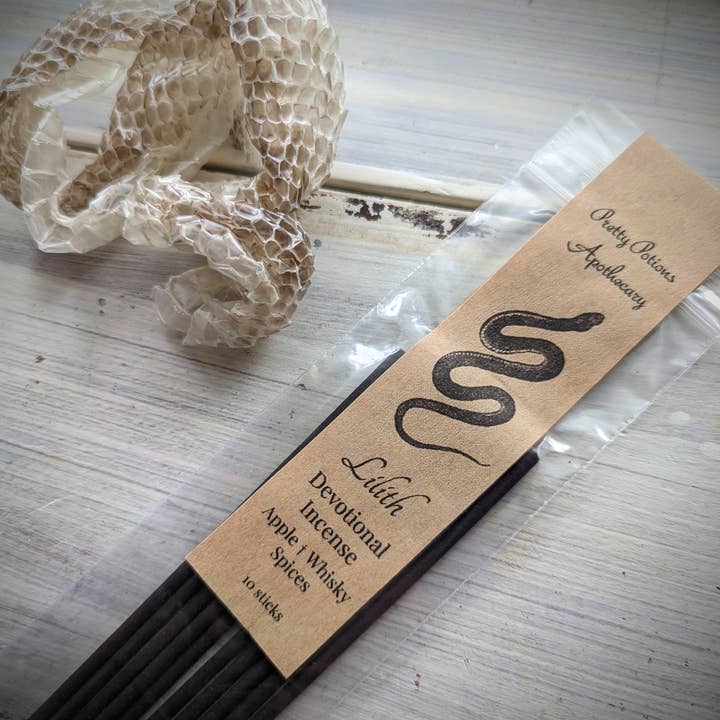 Pretty Potions
Apothecary
Lilith
Devotional
Incense
Apple † Whisky
Spices
10 sticks